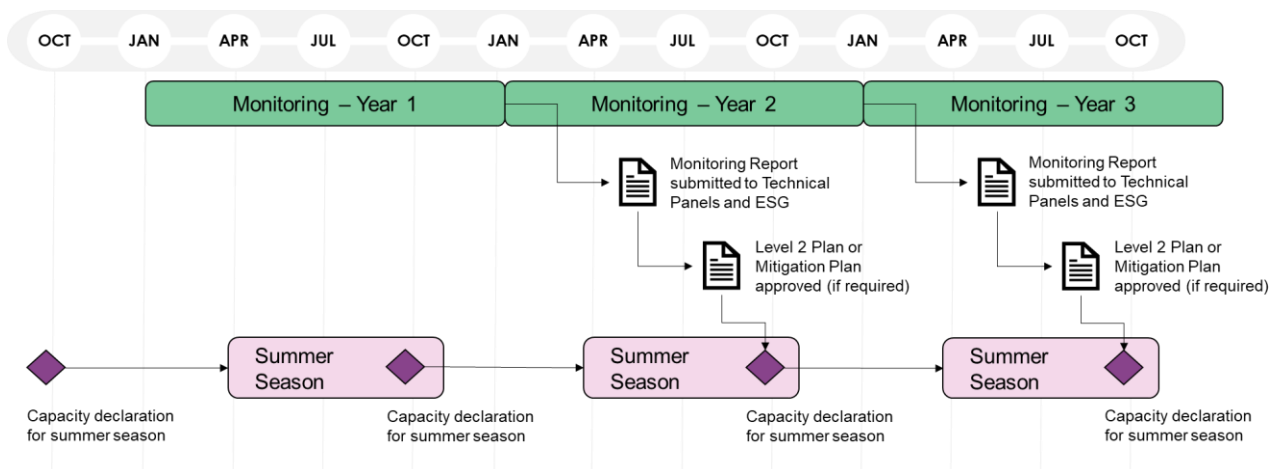 OCT JAN APR JUL OCT JAN APR JUL OCT JAN APR JUL OCT
Monitoring – Year 1
Monitoring – Year 2
Monitoring – Year 3
Monitoring Report
submitted to Technical
Panels and ESG
Monitoring Report
submitted to Technical
Panels and ESG
Level 2 Plan or
Mitigation Plan
approved (if required)
Level 2 Plan or
Mitigation Plan
approved (if required)
Summer
Season
Summer
Season
Summer
Season
Capacity declaration
for summer season
Capacity declaration
for summer season
Capacity declaration
for summer season
Capacity declaration
for summer season